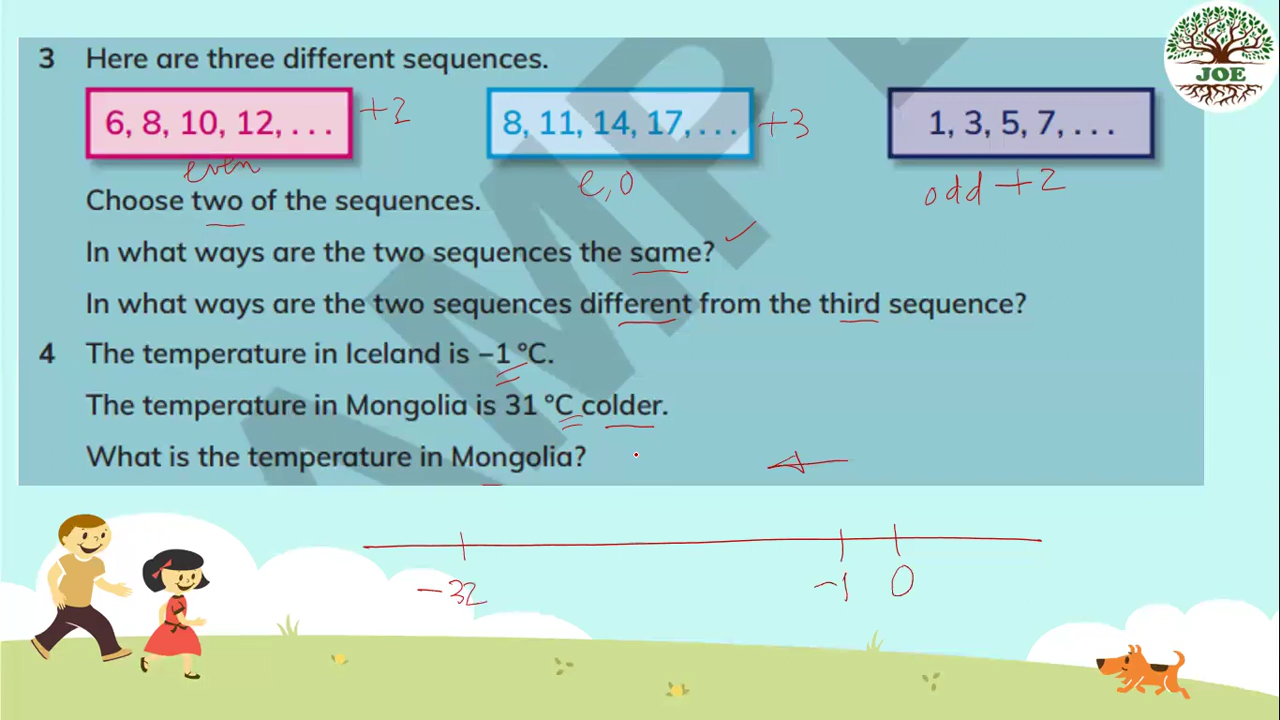 JOE
3 Here are three different sequences.
6, 8, 10, 12, . . . +2 8, 11, 14, 17, . . . +3 1, 3, 5, 7, . . .
even e, o odd +2
Choose two of the sequences.
In what ways are the two sequences the same? ✓
In what ways are the two sequences different from the third sequence?
4 The temperature in Iceland is −1 °C.
The temperature in Mongolia is 31 °C colder.
What is the temperature in Mongolia?
-32 -1 0